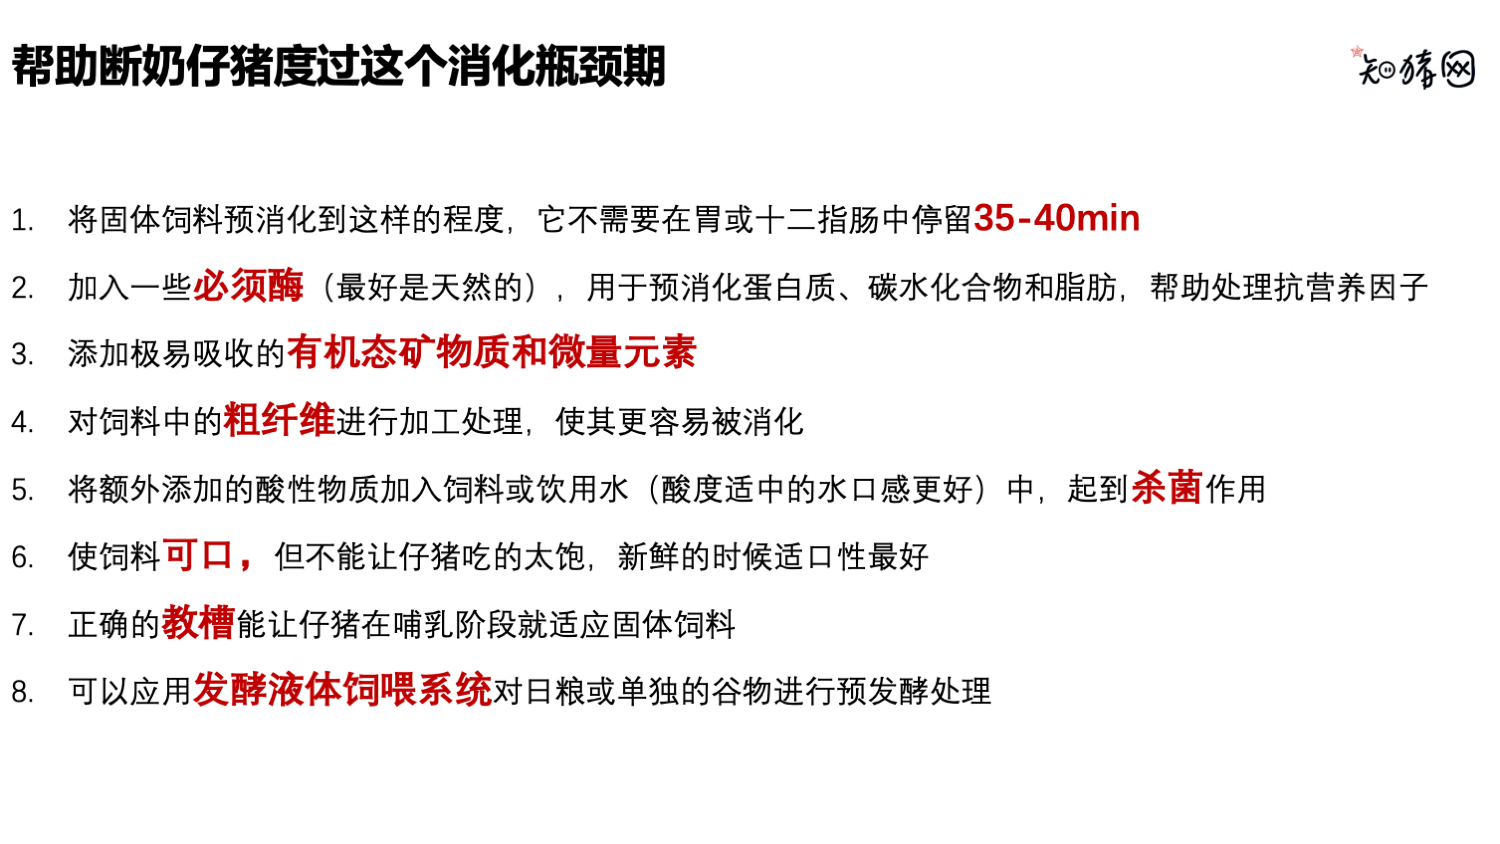 帮助断奶仔猪度过这个消化瓶颈期
知猪网
1. 将固体饲料预消化到这样的程度，它不需要在胃或十二指肠中停留35-40min
2. 加入一些必须酶（最好是天然的），用于预消化蛋白质、碳水化合物和脂肪，帮助处理抗营养因子
3. 添加极易吸收的有机态矿物质和微量元素
4. 对饲料中的粗纤维进行加工处理，使其更容易被消化
5. 将额外添加的酸性物质加入饲料或饮用水（酸度适中的水口感更好）中，起到杀菌作用
6. 使饲料可口，但不能让仔猪吃的太饱，新鲜的时候适口性最好
7. 正确的教槽能让仔猪在哺乳阶段就适应固体饲料
8. 可以应用发酵液体饲喂系统对日粮或单独的谷物进行预发酵处理